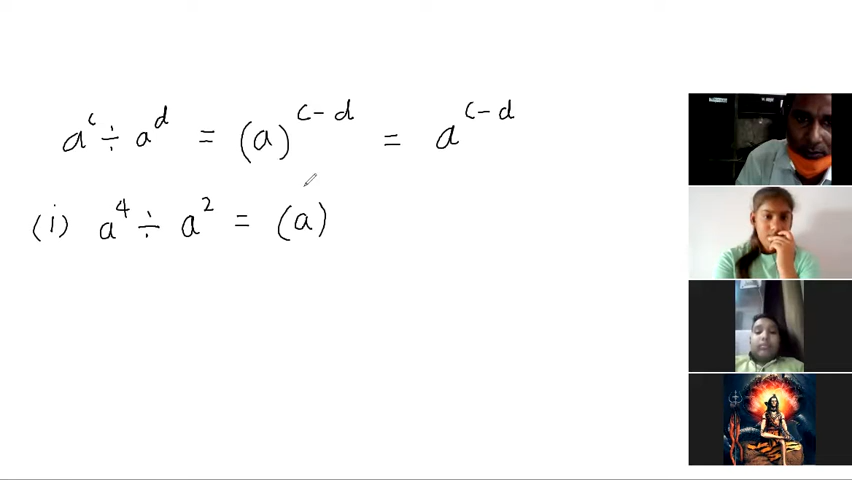 a^c ÷ a^d = (a)^{c-d} = a^{c-d}
(i) a^4 ÷ a^2 = (a)